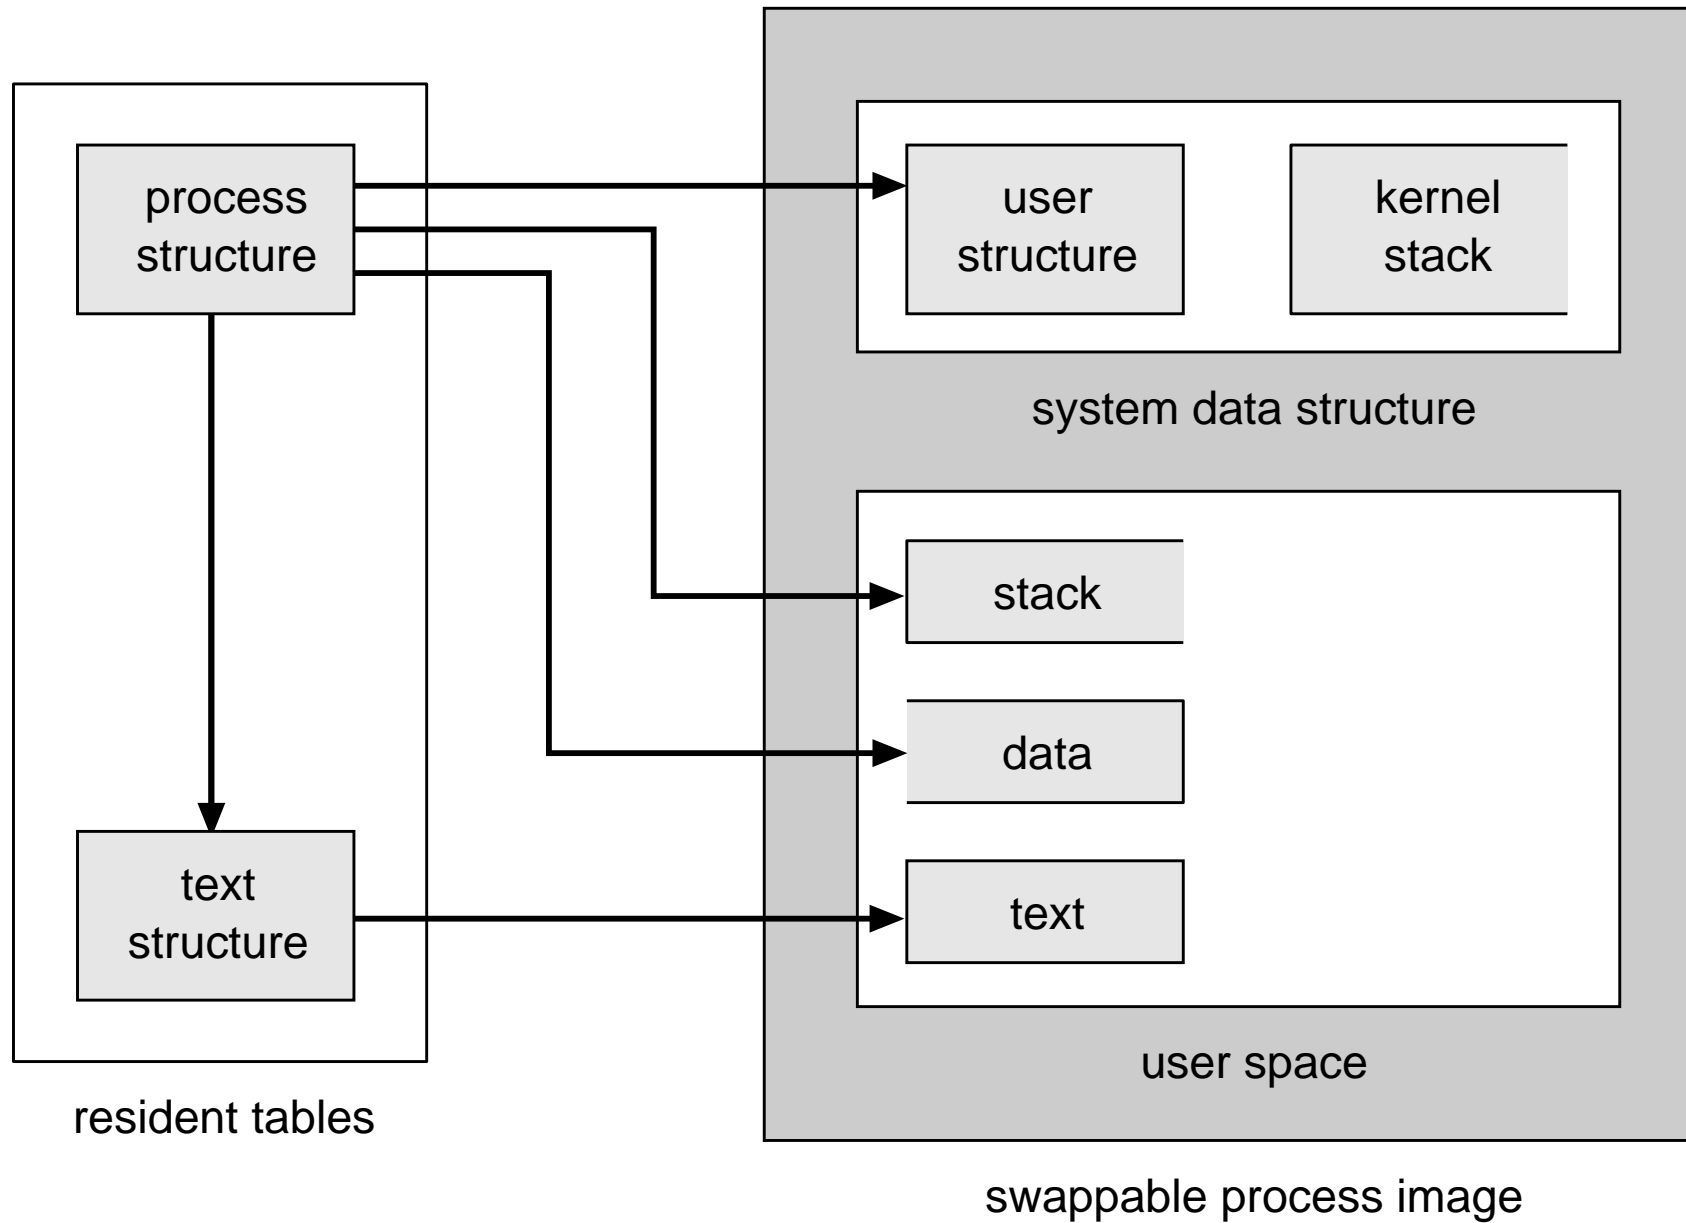 process
structure
user
structure
kernel
stack
system data structure
stack
data
text
structure
text
user space
resident tables
swappable process image